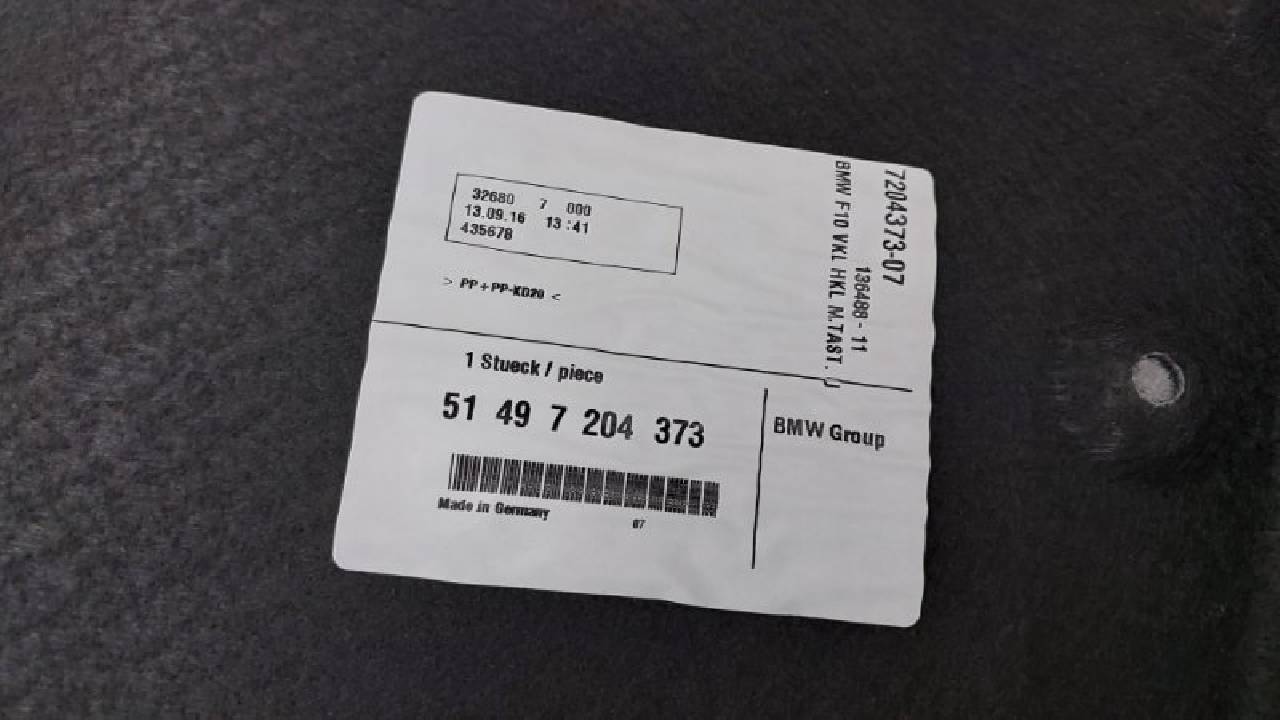 32680 7 000
13.09.16 13:41
435678
> PP+PP-KD20 <
7204373-07
136488 - 11
BMW F10 VKL HKL M.TAST. J
1 Stueck / piece
51 49 7 204 373
Made in Germany 07
BMW Group